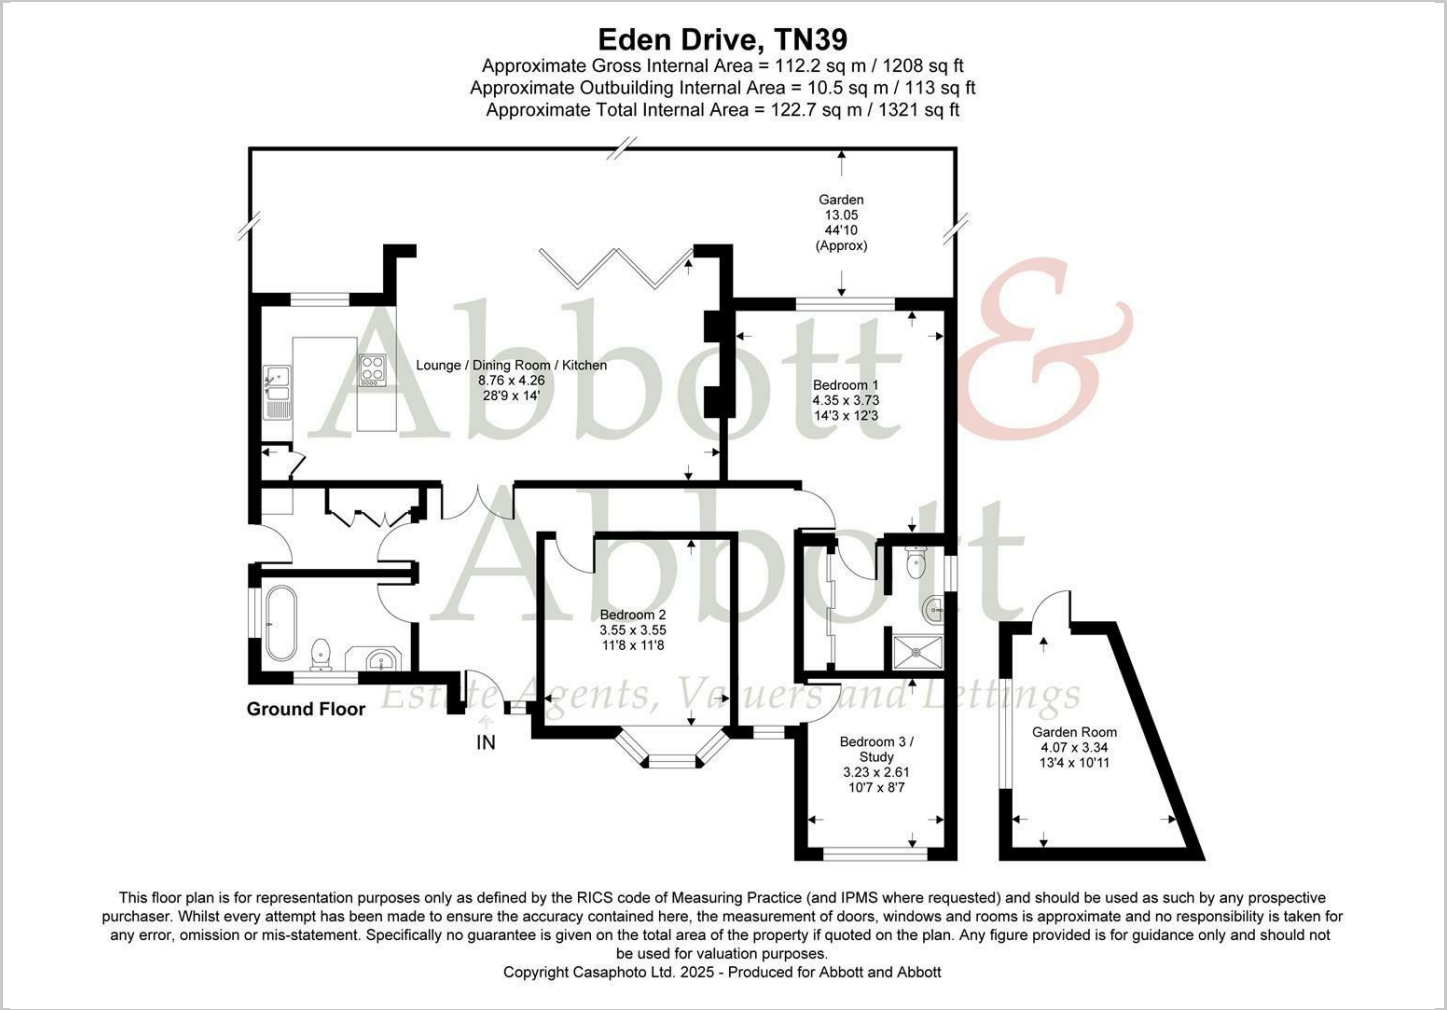 Eden Drive, TN39
Approximate Gross Internal Area = 112.2 sq m / 1208 sq ft
Approximate Outbuilding Internal Area = 10.5 sq m / 113 sq ft
Approximate Total Internal Area = 122.7 sq m / 1321 sq ft
Garden
13.05
44'10
(Approx)
Lounge / Dining Room / Kitchen
8.76 x 4.26
28'9 x 14'
Bedroom 1
4.35 x 3.73
14'3 x 12'3
Abbott &
Abbott
Estate Agents, Valuers and Lettings
Bedroom 2
3.55 x 3.55
11'8 x 11'8
Ground Floor
IN
Bedroom 3 /
Study
3.23 x 2.61
10'7 x 8'7
Garden Room
4.07 x 3.34
13'4 x 10'11
This floor plan is for representation purposes only as defined by the RICS code of Measuring Practice (and IPMS where requested) and should be used as such by any prospective
purchaser. Whilst every attempt has been made to ensure the accuracy contained here, the measurement of doors, windows and rooms is approximate and no responsibility is taken for
any error, omission or mis-statement. Specifically no guarantee is given on the total area of the property if quoted on the plan. Any figure provided is for guidance only and should not
be used for valuation purposes.
Copyright Casaphoto Ltd. 2025 - Produced for Abbott and Abbott